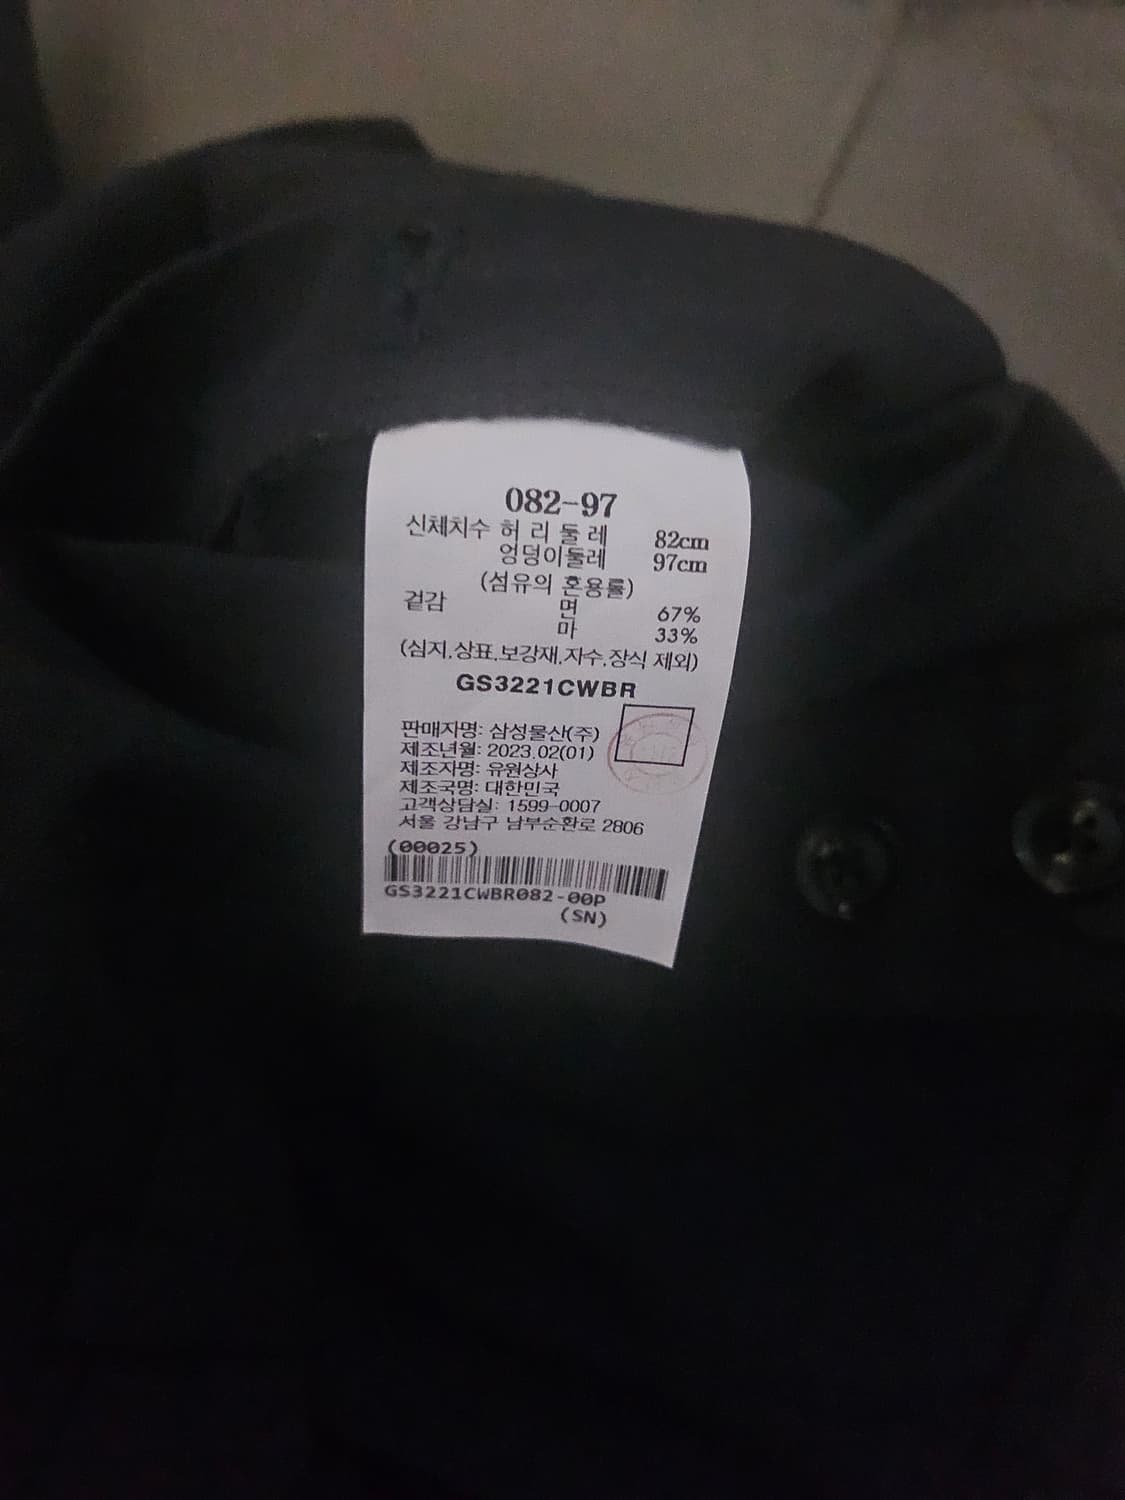 082-97
신체치수 허 리 둘 레 82cm
엉덩이둘레 97cm
(섬유의 혼용률)
겉감 면 67%
마 33%
(심지,상표,보강재,자수,장식 제외)
GS3221CWBR
판매자명: 삼성물산(주)
제조년월: 2023.02(01)
제조자명: 유원상사
제조국명: 대한민국
고객상담실: 1599-0007
서울 강남구 남부순환로 2806
(00025)
GS3221CWBR082-00P
(SN)